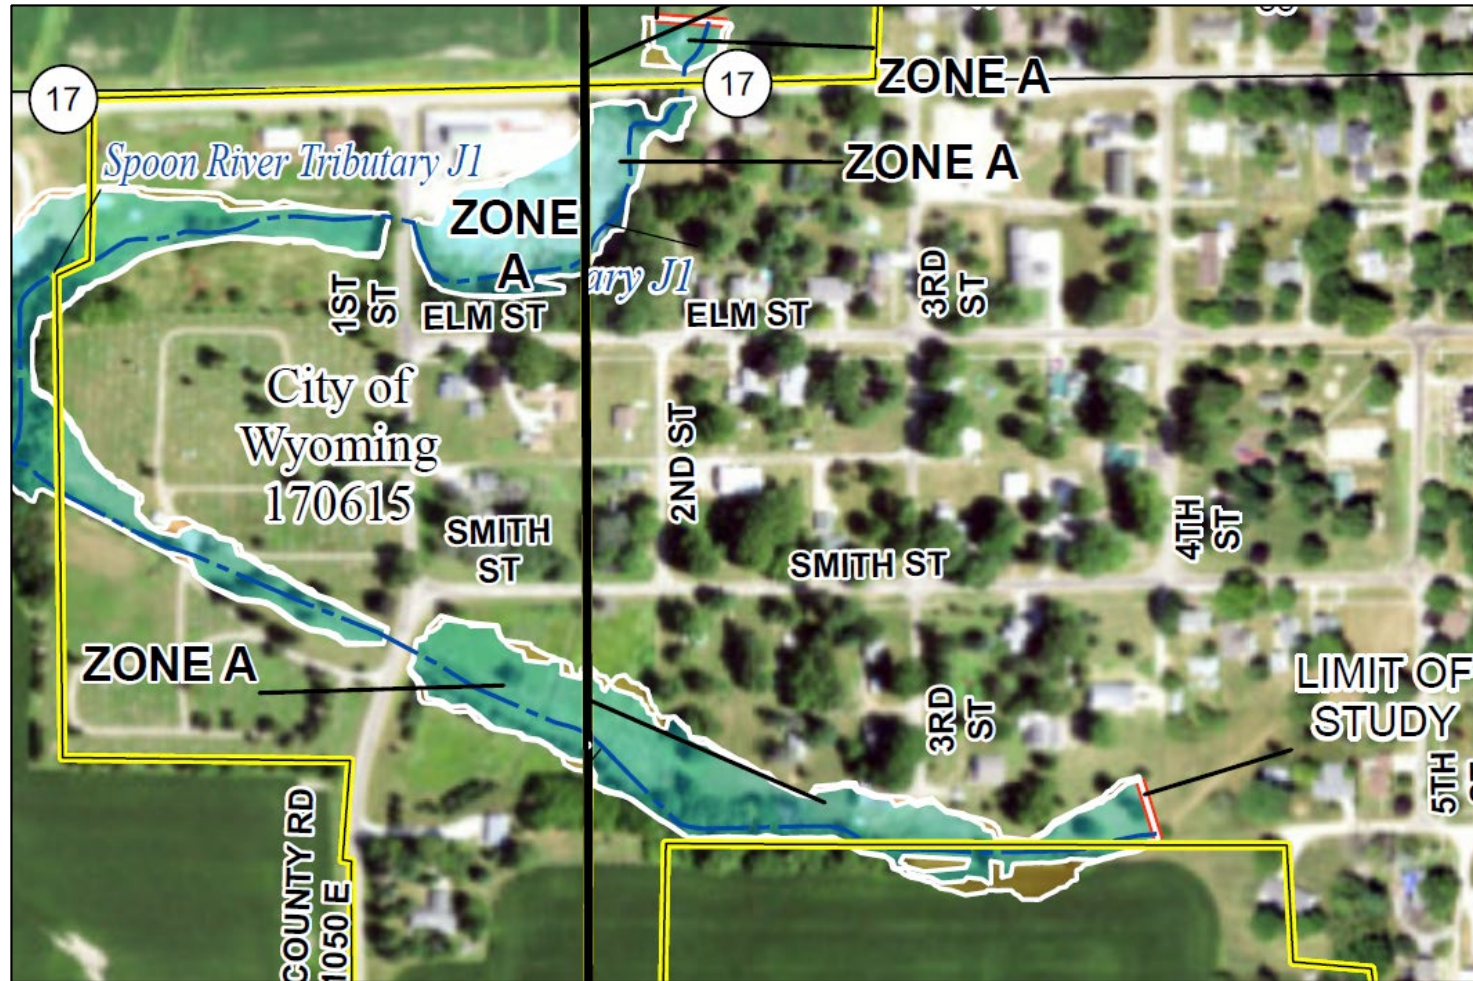 17
17
ZONE A
Spoon River Tributary J1
ZONE A
ZONE
A
ary J1
1ST
ST
ELM ST
ELM ST
3RD
ST
City of
Wyoming
170615
2ND ST
SMITH
ST
SMITH ST
4TH
ST
ZONE A
LIMIT OF
STUDY
3RD
ST
5TH
COUNTY RD
1050 E